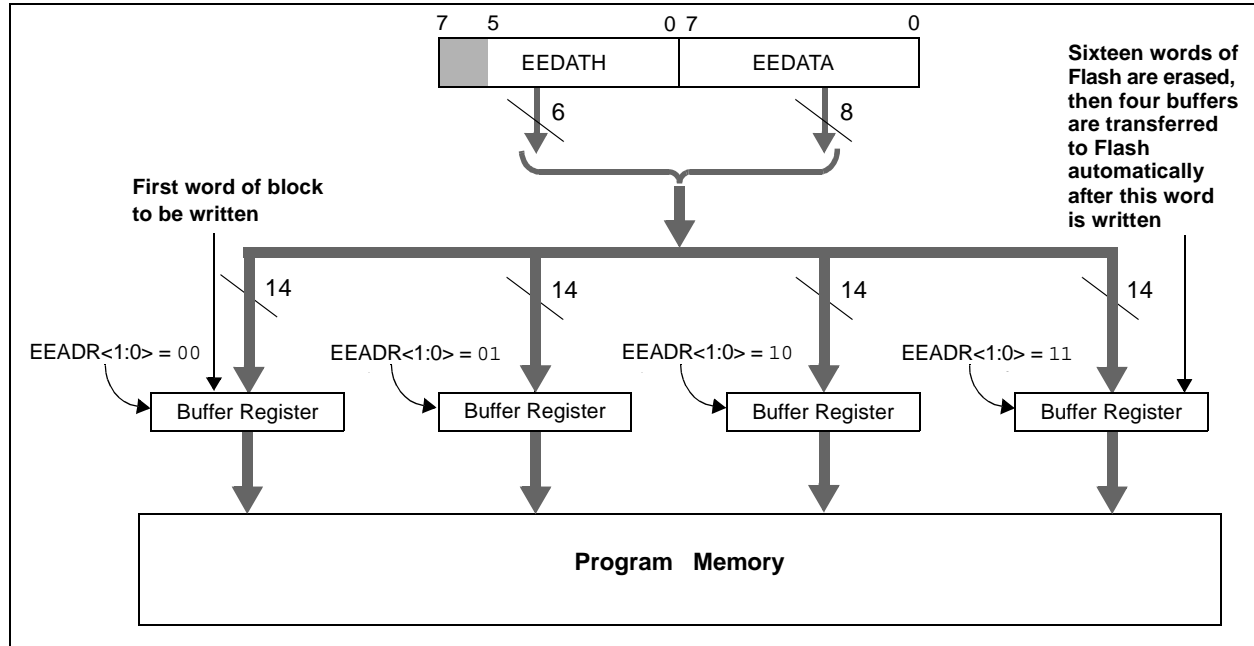 7 5 0 7 0
EEDATH EEDATA
6 8
Sixteen words of
Flash are erased,
then four buffers
are transferred
to Flash
automatically
after this word
is written
First word of block
to be written
14 14 14 14
EEADR<1:0> = 00 EEADR<1:0> = 01 EEADR<1:0> = 10 EEADR<1:0> = 11
Buffer Register Buffer Register Buffer Register Buffer Register
Program Memory